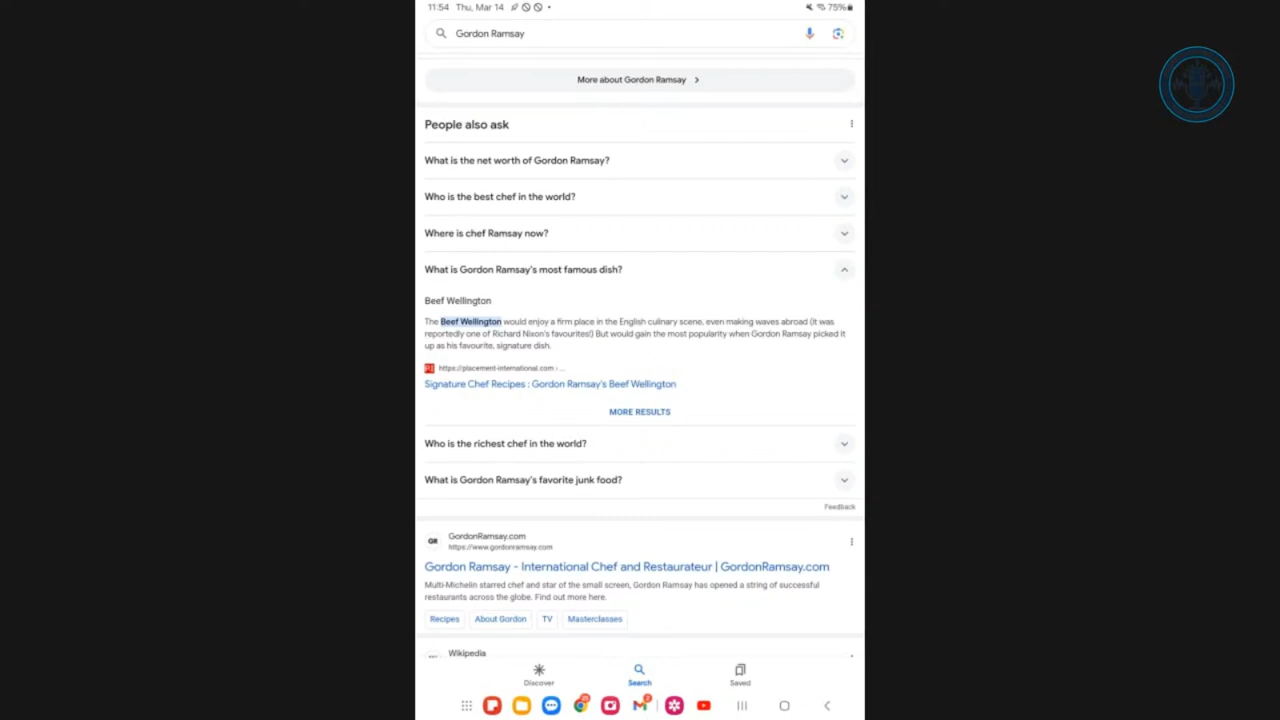 11:54 Thu, Mar 14 75%
Gordon Ramsay
More about Gordon Ramsay
People also ask
What is the net worth of Gordon Ramsay?
Who is the best chef in the world?
Where is chef Ramsay now?
What is Gordon Ramsay's most famous dish?
Beef Wellington
The Beef Wellington would enjoy a firm place in the English culinary scene, even making waves abroad (it was
reportedly one of Richard Nixon's favourites!) But would gain the most popularity when Gordon Ramsay picked it
up as his favourite, signature dish.
https://placement-international.com › ...
Signature Chef Recipes : Gordon Ramsay's Beef Wellington
MORE RESULTS
Who is the richest chef in the world?
What is Gordon Ramsay's favorite junk food?
Feedback
GR GordonRamsay.com
https://www.gordonramsay.com
Gordon Ramsay - International Chef and Restaurateur | GordonRamsay.com
Multi-Michelin starred chef and star of the small screen, Gordon Ramsay has opened a string of successful
restaurants across the globe. Find out more here.
Recipes About Gordon TV Masterclasses
Wikipedia
Discover Search Saved